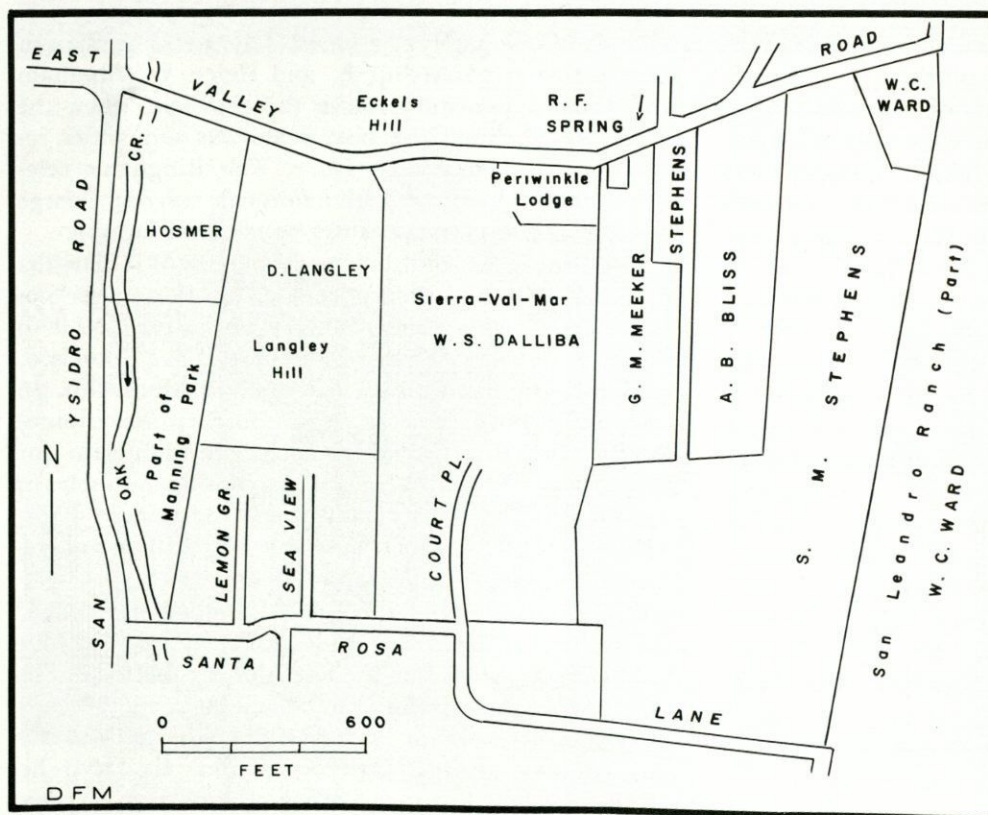 EAST VALLEY ROAD
W.C.
WARD
Eckels
Hill
R.F.
SPRING
CR.
Periwinkle
Lodge
STEPHENS
HOSMER
D. LANGLEY
SAN YSIDRO ROAD
Sierra-Val-Mar
W.S. DALLIBA
G. M. MEEKER
A. B. BLISS
S. M. STEPHENS
San Leandro Ranch (Part)
W. C. WARD
Langley
Hill
Part of
Manning Park
N
OAK
LEMON GR.
SEA VIEW
COURT PL.
SANTA ROSA LANE
0 600
FEET
DFM